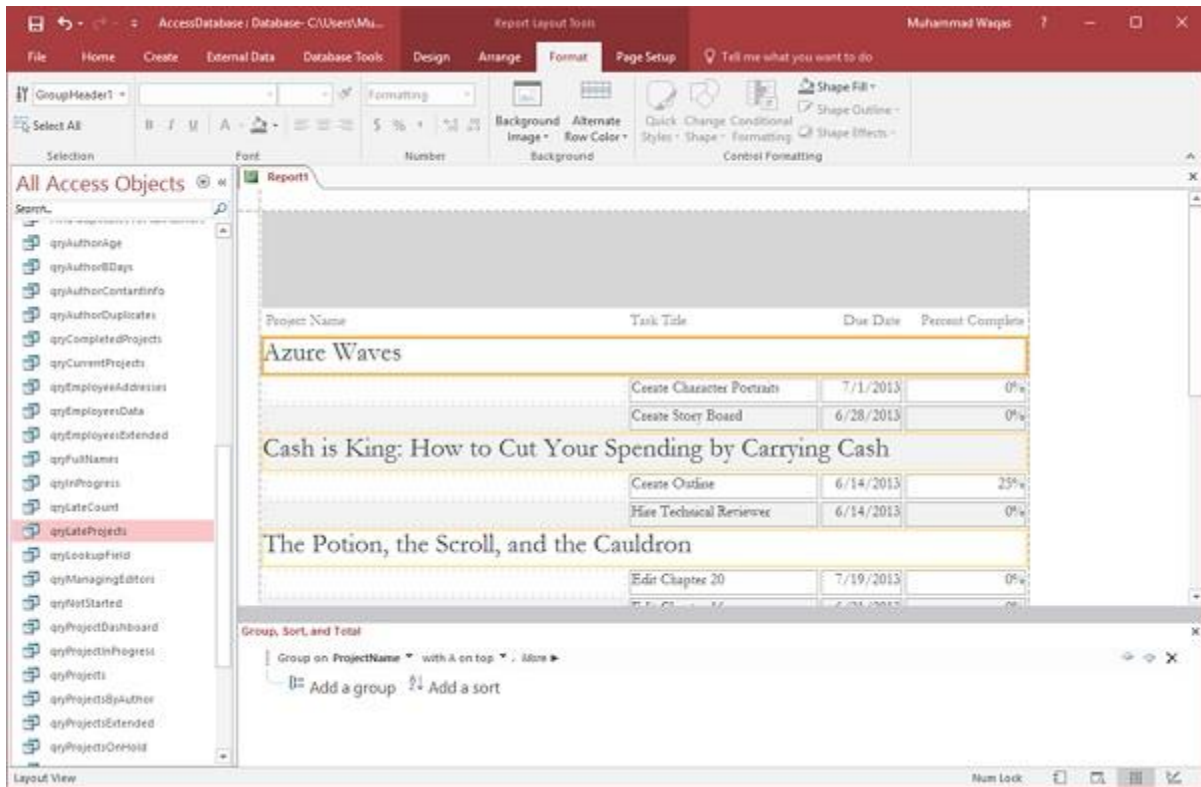 AccessDatabase : Database- C:\Users\Mu... Report Layout Tools Muhammad Waqas ?
File Home Create External Data Database Tools Design Arrange Format Page Setup Tell me what you want to do
GroupHeader1
Select All
B I U A
Formatting
$ %
Background Image
Alternate Row Color
Quick Styles
Change Shape
Conditional Formatting
Shape Fill
Shape Outline
Shape Effects
Selection Font Number Background Control Formatting
All Access Objects
Search...
qryAuthorAge
qryAuthorBDays
qryAuthorContantInfo
qryAuthorDuplicates
qryCompletedProjects
qryCurrentProjects
qryEmployeeAddresses
qryEmployeesData
qryEmployeesExtended
qryFullNames
qryInProgress
qryLateCount
qryLateProjects
qryLookupField
qryManagingEditors
qryNotStarted
qryProjectDashboard
qryProjectInProgress
qryProjects
qryProjectsByAuthor
qryProjectsExtended
qryProjectsOnHold
Report1
Project Name Task Title Due Date Percent Complete
Azure Waves
Create Character Portraits 7/1/2013 0%
Create Story Board 6/28/2013 0%
Cash is King: How to Cut Your Spending by Carrying Cash
Create Outline 6/14/2013 25%
Hire Technical Reviewer 6/14/2013 0%
The Potion, the Scroll, and the Cauldron
Edit Chapter 20 7/19/2013 0%
Group, Sort, and Total
Group on ProjectName with A on top , More
Add a group Add a sort
Layout View Num Lock